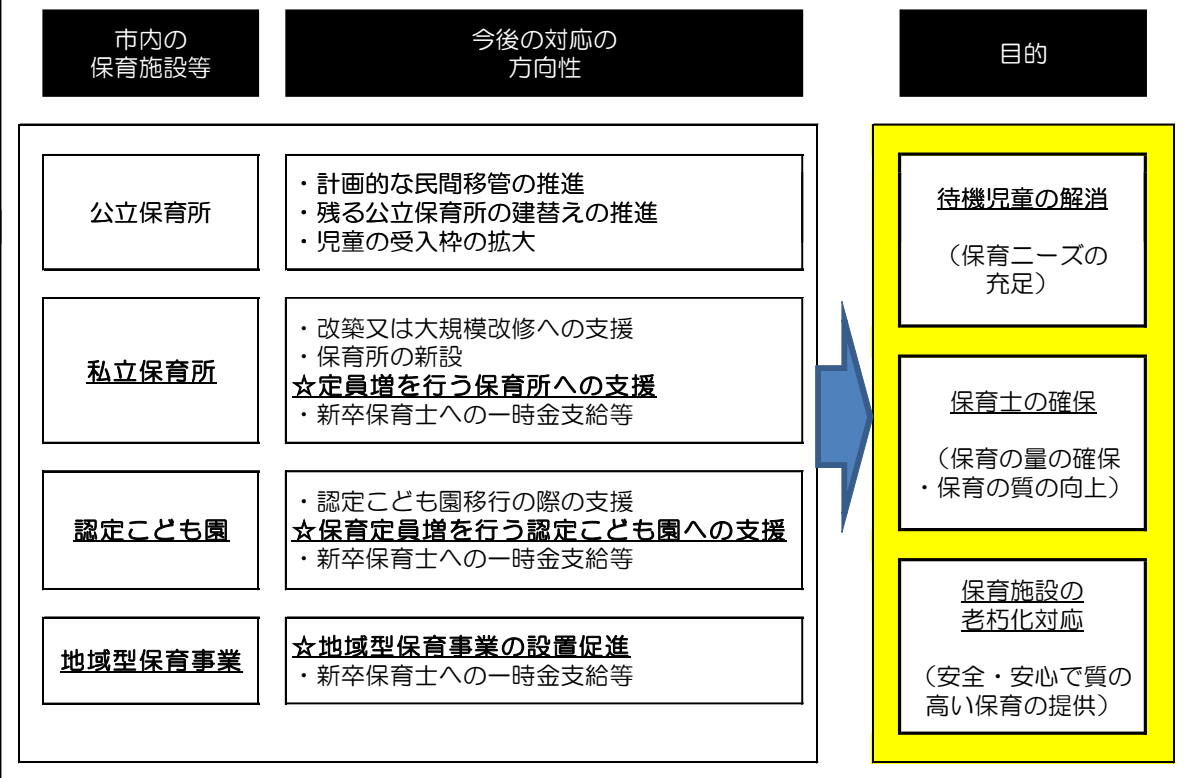 市内の
保育施設等
今後の対応の
方向性
目的
公立保育所
・計画的な民間移管の推進
・残る公立保育所の建替えの推進
・児童の受入枠の拡大
私立保育所
・改築又は大規模改修への支援
・保育所の新設
☆定員増を行う保育所への支援
・新卒保育士への一時金支給等
認定こども園
・認定こども園移行の際の支援
☆保育定員増を行う認定こども園への支援
・新卒保育士への一時金支給等
地域型保育事業
☆地域型保育事業の設置促進
・新卒保育士への一時金支給等
待機児童の解消
（保育ニーズの
充足）
保育士の確保
（保育の量の確保
・保育の質の向上）
保育施設の
老朽化対応
（安全・安心で質の
高い保育の提供）